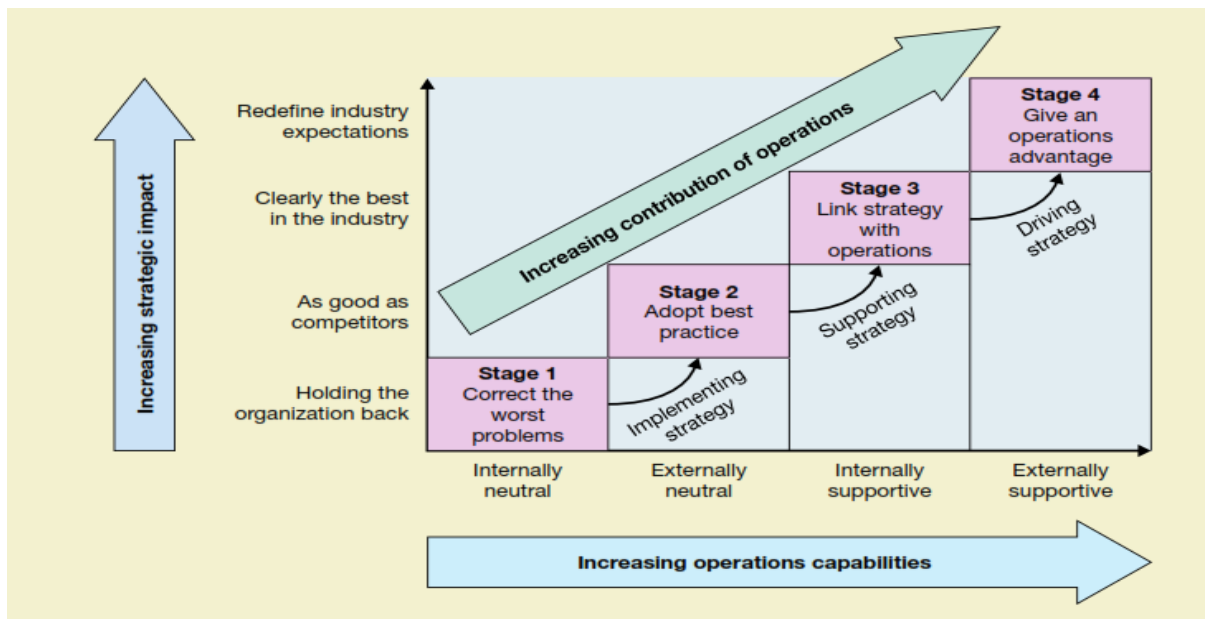 Increasing strategic impact
Redefine industry
expectations
Clearly the best
in the industry
As good as
competitors
Holding the
organization back
Increasing contribution of operations
Stage 1
Correct the
worst
problems
Implementing
strategy
Stage 2
Adopt best
practice
Supporting
strategy
Stage 3
Link strategy
with
operations
Driving
strategy
Stage 4
Give an
operations
advantage
Internally
neutral
Externally
neutral
Internally
supportive
Externally
supportive
Increasing operations capabilities